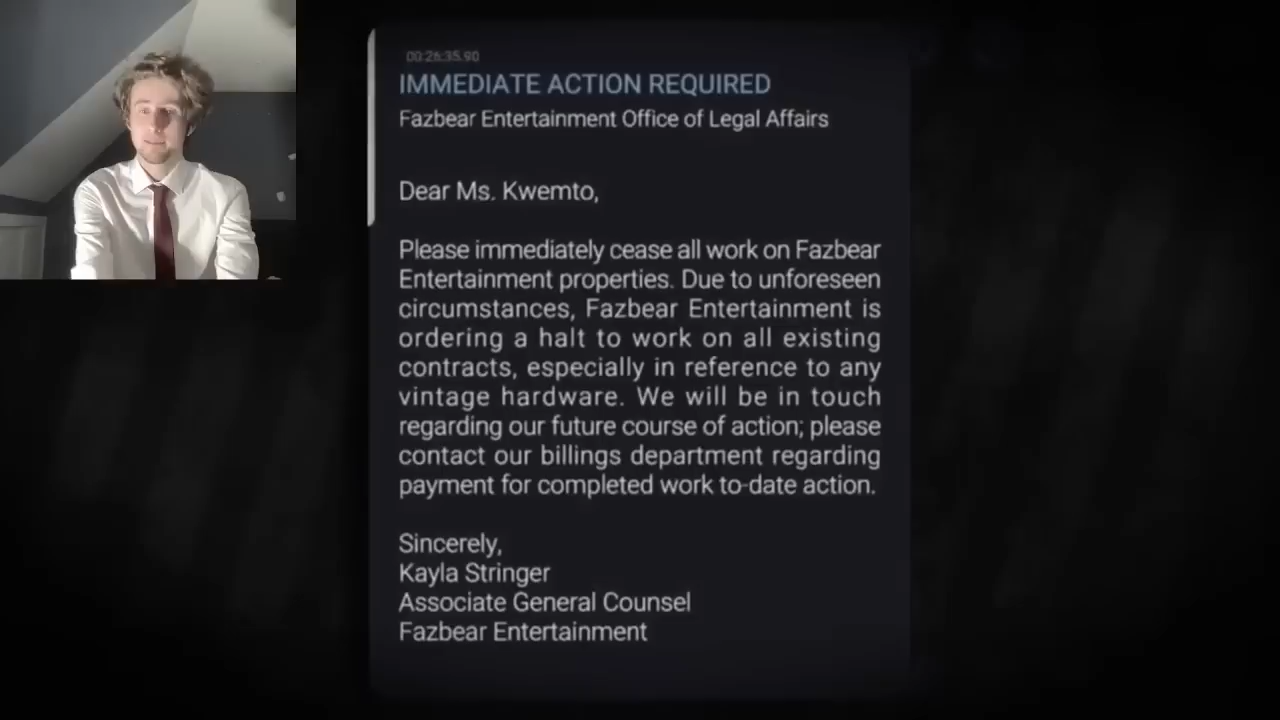 00:26:35.90
IMMEDIATE ACTION REQUIRED
Fazbear Entertainment Office of Legal Affairs
Dear Ms. Kwemto,
Please immediately cease all work on Fazbear
Entertainment properties. Due to unforeseen
circumstances, Fazbear Entertainment is
ordering a halt to work on all existing
contracts, especially in reference to any
vintage hardware. We will be in touch
regarding our future course of action; please
contact our billings department regarding
payment for completed work to-date action.
Sincerely,
Kayla Stringer
Associate General Counsel
Fazbear Entertainment